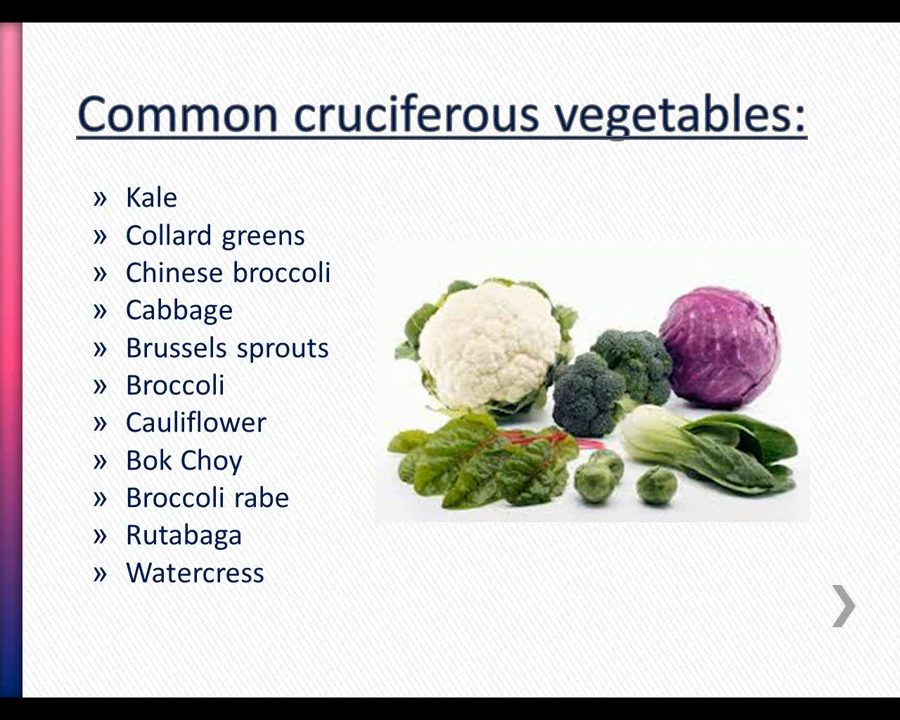 Common cruciferous vegetables:
» Kale
» Collard greens
» Chinese broccoli
» Cabbage
» Brussels sprouts
» Broccoli
» Cauliflower
» Bok Choy
» Broccoli rabe
» Rutabaga
» Watercress